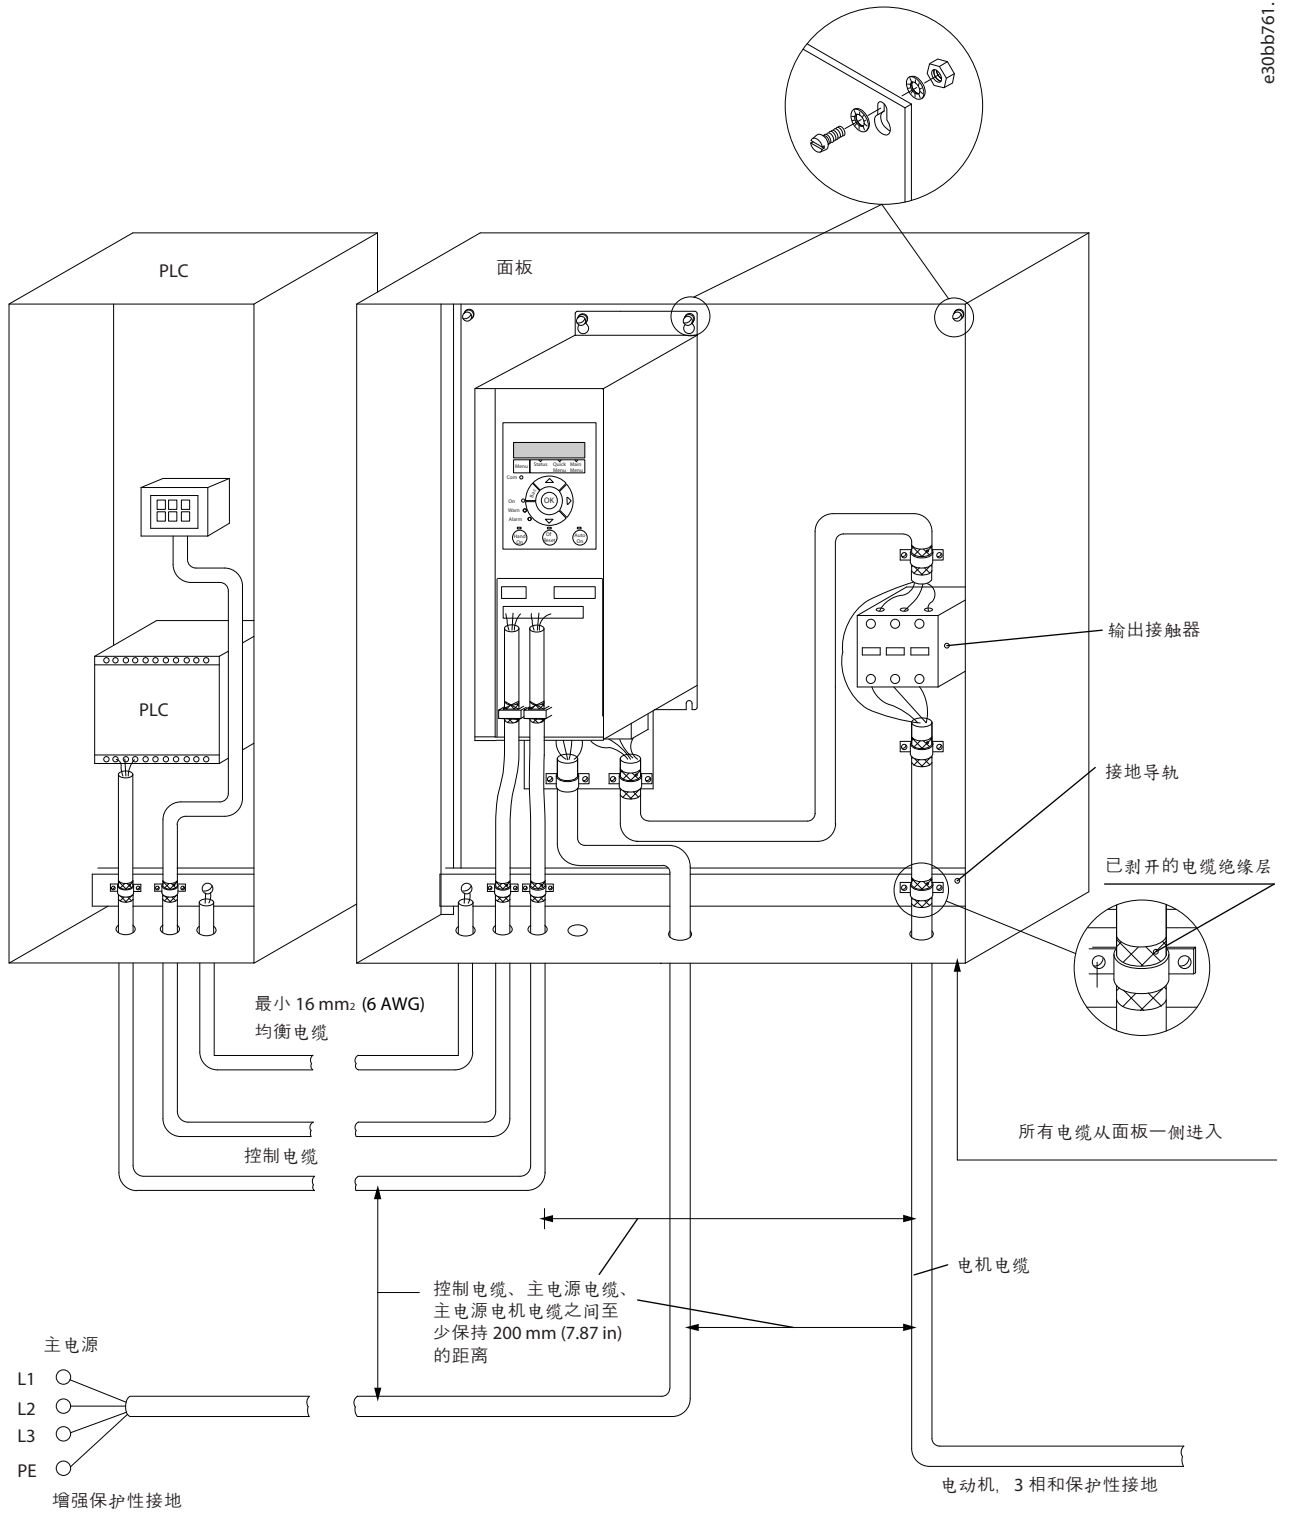 e30bb761.
PLC
面板
Menu
Status
Quick
Menu
Main
Menu
Com
On
Warn
Alarm
OK
Hand
On
Of
Reset
Auto
On
输出接触器
PLC
接地导轨
已剥开的电缆绝缘层
最小 16 mm2 (6 AWG)
均衡电缆
所有电缆从面板一侧进入
控制电缆
电机电缆
控制电缆、主电源电缆、
主电源电机电缆之间至
少保持 200 mm (7.87 in)
的距离
主电源
L1
L2
L3
PE
增强保护性接地
电动机, 3 相和保护性接地